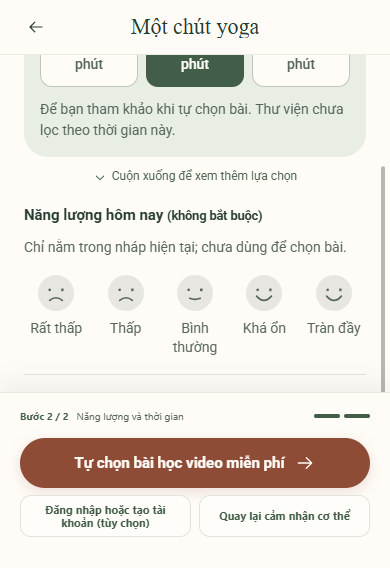 Một chút yoga
phút
phút
phút
Để bạn tham khảo khi tự chọn bài. Thư viện chưa
lọc theo thời gian này.
Cuộn xuống để xem thêm lựa chọn
Năng lượng hôm nay (không bắt buộc)
Chỉ nằm trong nháp hiện tại; chưa dùng để chọn bài.
Rất thấp
Thấp
Bình
thường
Khá ổn
Tràn đầy
Bước 2 / 2 Năng lượng và thời gian
Tự chọn bài học video miễn phí
Đăng nhập hoặc tạo tài
khoản (tùy chọn)
Quay lại cảm nhận cơ thể